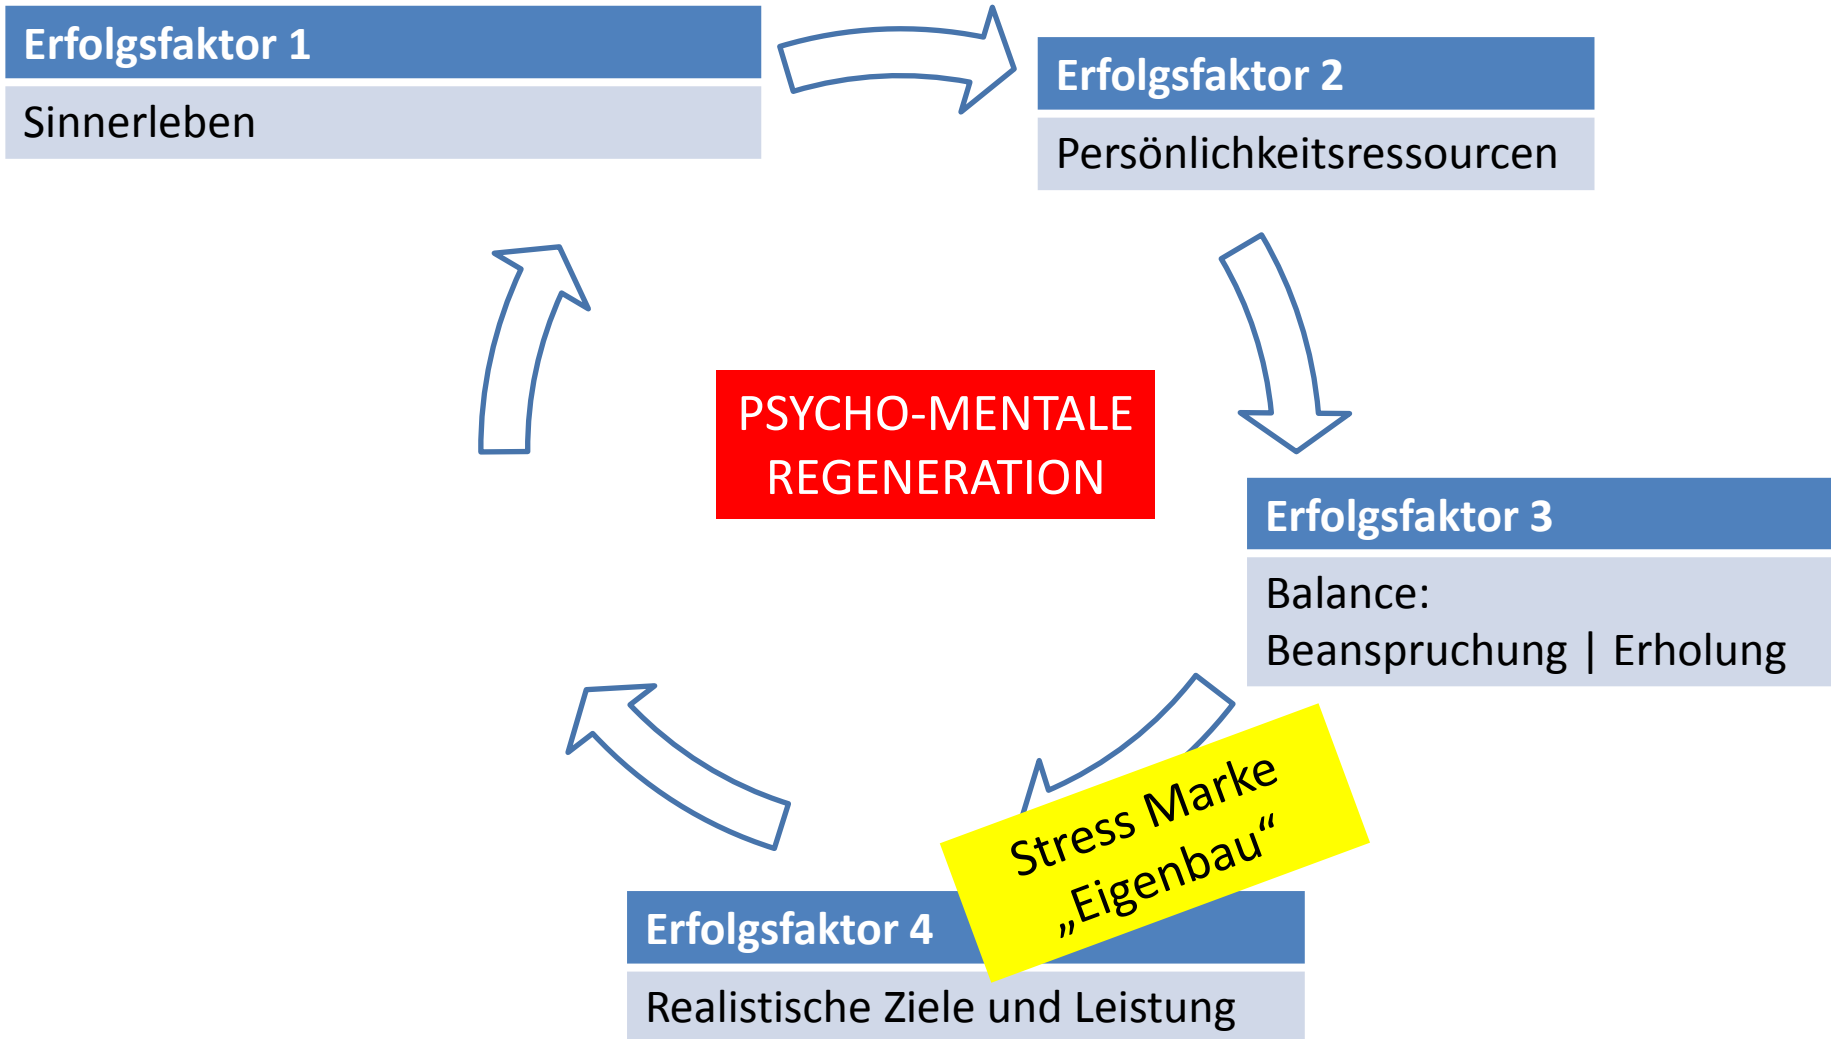 Erfolgsfaktor 1
Sinnerleben
Erfolgsfaktor 2
Persönlichkeitsressourcen
PSYCHO-MENTALE
REGENERATION
Erfolgsfaktor 3
Balance:
Beanspruchung | Erholung
Stress Marke
„Eigenbau“
Erfolgsfaktor 4
Realistische Ziele und Leistung